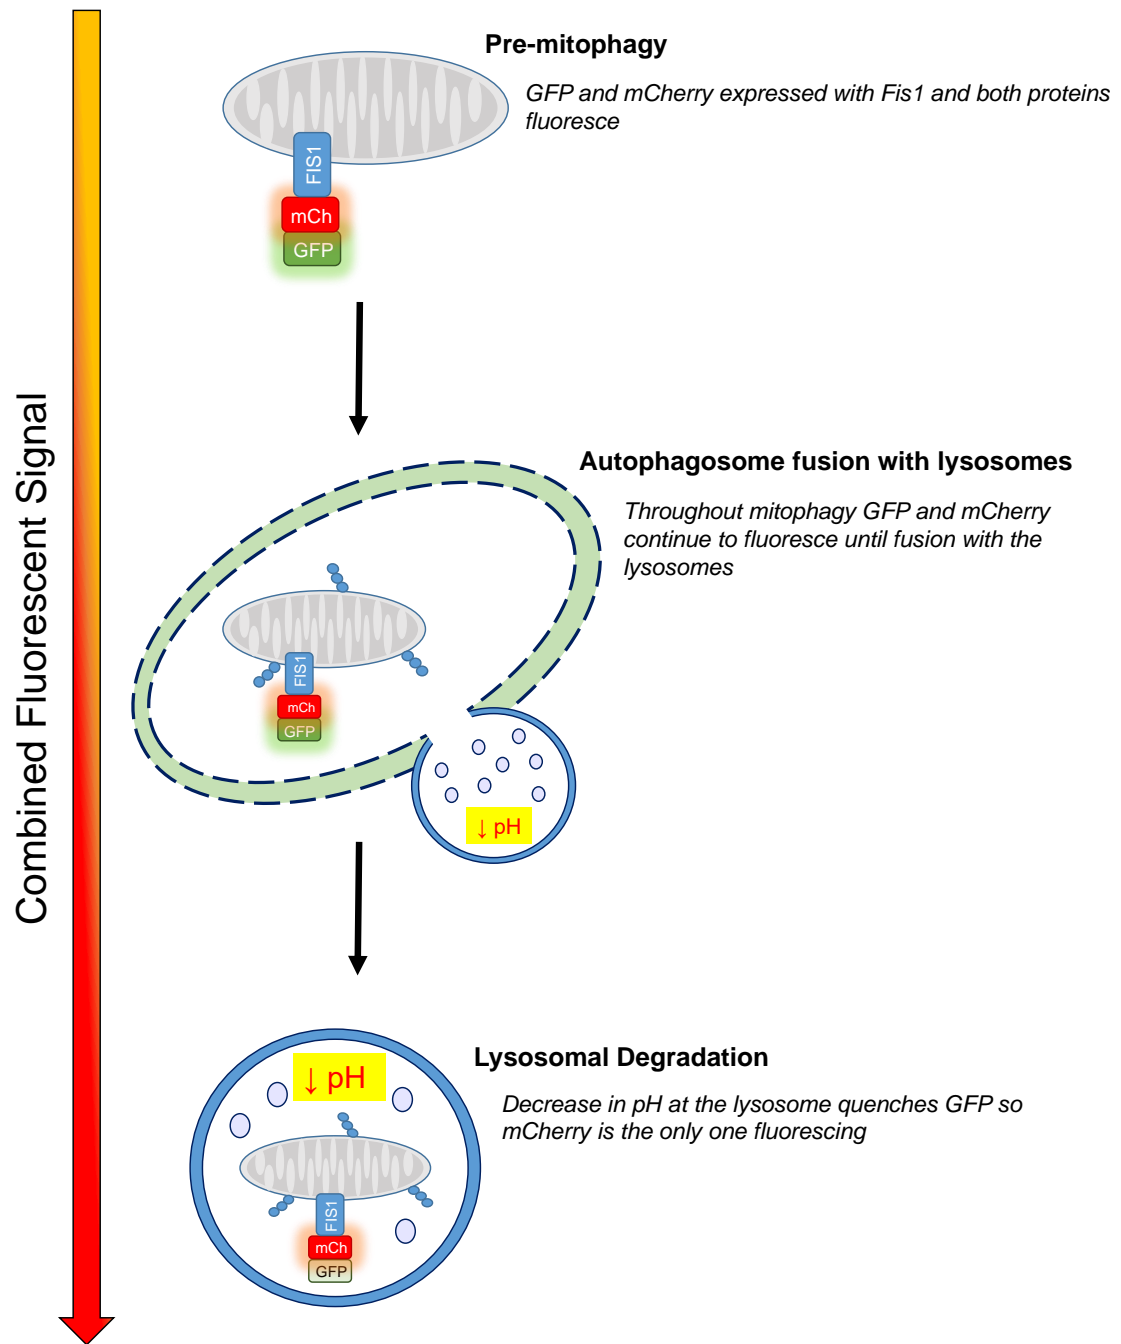 Combined Fluorescent Signal
Pre-mitophagy
GFP and mCherry expressed with Fis1 and both proteins
fluoresce
FIS1
mCh
GFP
Autophagosome fusion with lysosomes
Throughout mitophagy GFP and mCherry
continue to fluoresce until fusion with the
lysosomes
FIS1
mCh
GFP
↓ pH
Lysosomal Degradation
Decrease in pH at the lysosome quenches GFP so
mCherry is the only one fluorescing
↓ pH
FIS1
mCh
GFP